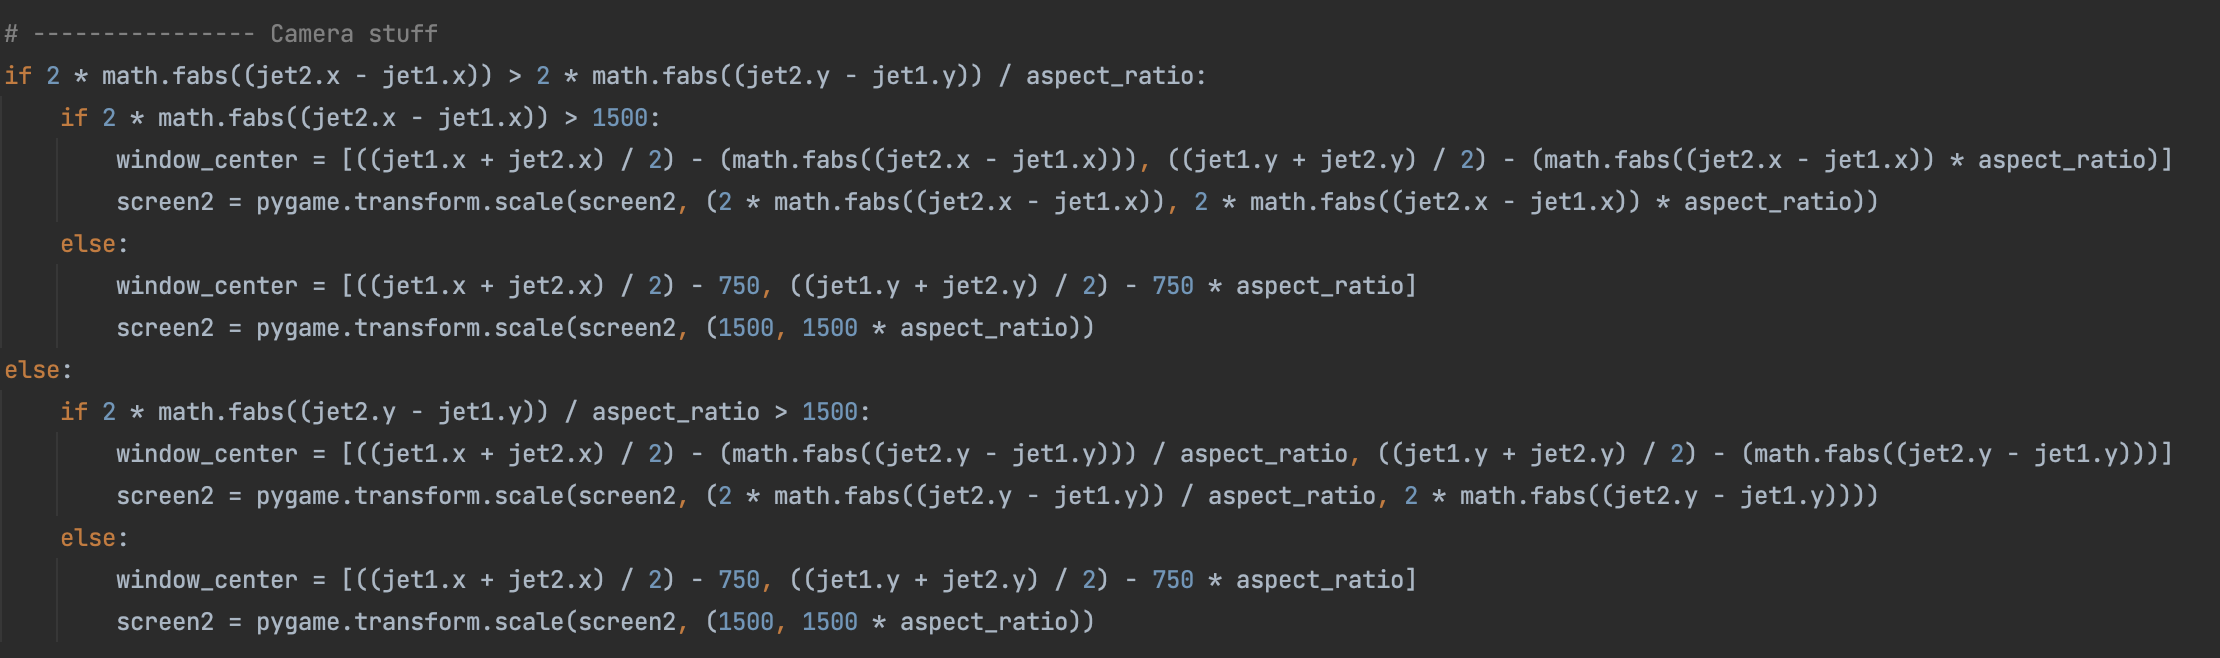 # ---------------- Camera stuff
if 2 * math.fabs((jet2.x - jet1.x)) > 2 * math.fabs((jet2.y - jet1.y)) / aspect_ratio:
    if 2 * math.fabs((jet2.x - jet1.x)) > 1500:
        window_center = [((jet1.x + jet2.x) / 2) - (math.fabs((jet2.x - jet1.x))), ((jet1.y + jet2.y) / 2) - (math.fabs((jet2.x - jet1.x)) * aspect_ratio)]
        screen2 = pygame.transform.scale(screen2, (2 * math.fabs((jet2.x - jet1.x)), 2 * math.fabs((jet2.x - jet1.x)) * aspect_ratio))
    else:
        window_center = [((jet1.x + jet2.x) / 2) - 750, ((jet1.y + jet2.y) / 2) - 750 * aspect_ratio]
        screen2 = pygame.transform.scale(screen2, (1500, 1500 * aspect_ratio))
else:
    if 2 * math.fabs((jet2.y - jet1.y)) / aspect_ratio > 1500:
        window_center = [((jet1.x + jet2.x) / 2) - (math.fabs((jet2.y - jet1.y))) / aspect_ratio, ((jet1.y + jet2.y) / 2) - (math.fabs((jet2.y - jet1.y)))]
        screen2 = pygame.transform.scale(screen2, (2 * math.fabs((jet2.y - jet1.y)) / aspect_ratio, 2 * math.fabs((jet2.y - jet1.y))))
    else:
        window_center = [((jet1.x + jet2.x) / 2) - 750, ((jet1.y + jet2.y) / 2) - 750 * aspect_ratio]
        screen2 = pygame.transform.scale(screen2, (1500, 1500 * aspect_ratio))